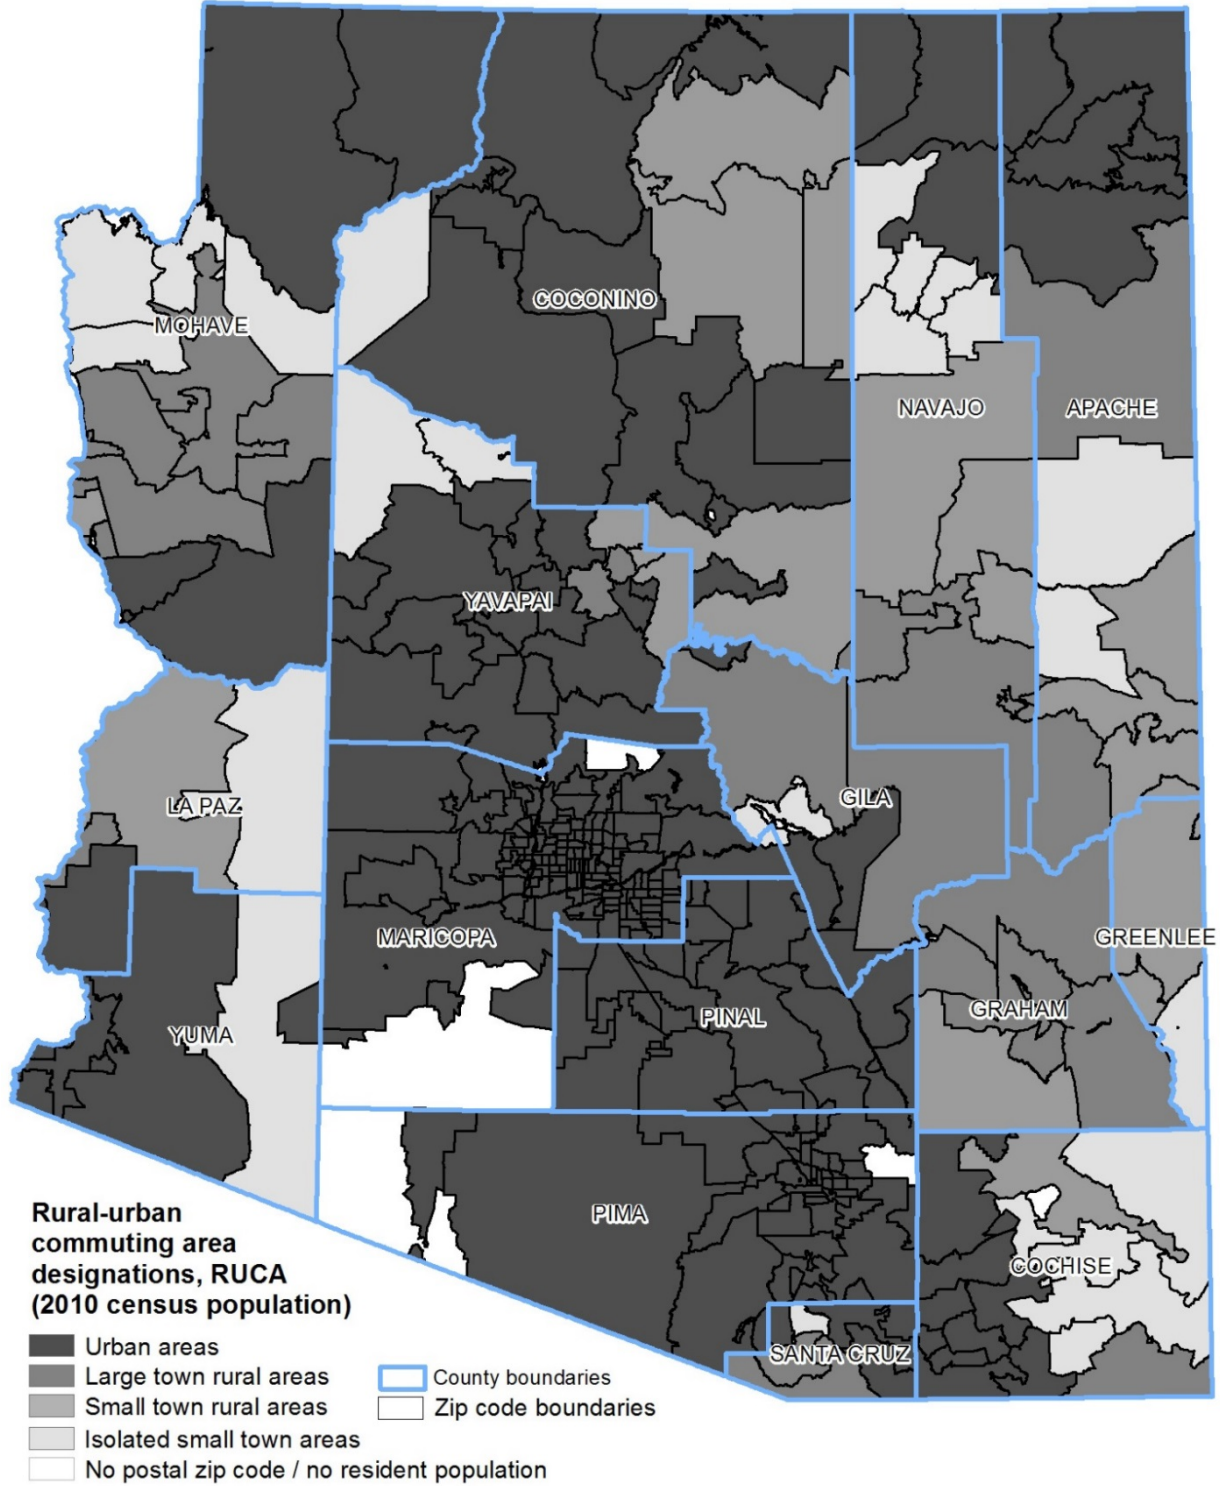 COCONINO
MOHAVE
NAVAJO
APACHE
YAVAPAI
LA PAZ
GILA
MARICOPA
GREENLEE
GRAHAM
PINAL
YUMA
PIMA
COCHISE
SANTA CRUZ
Rural-urban
commuting area
designations, RUCA
(2010 census population)
Urban areas
Large town rural areas
Small town rural areas
Isolated small town areas
No postal zip code / no resident population
County boundaries
Zip code boundaries